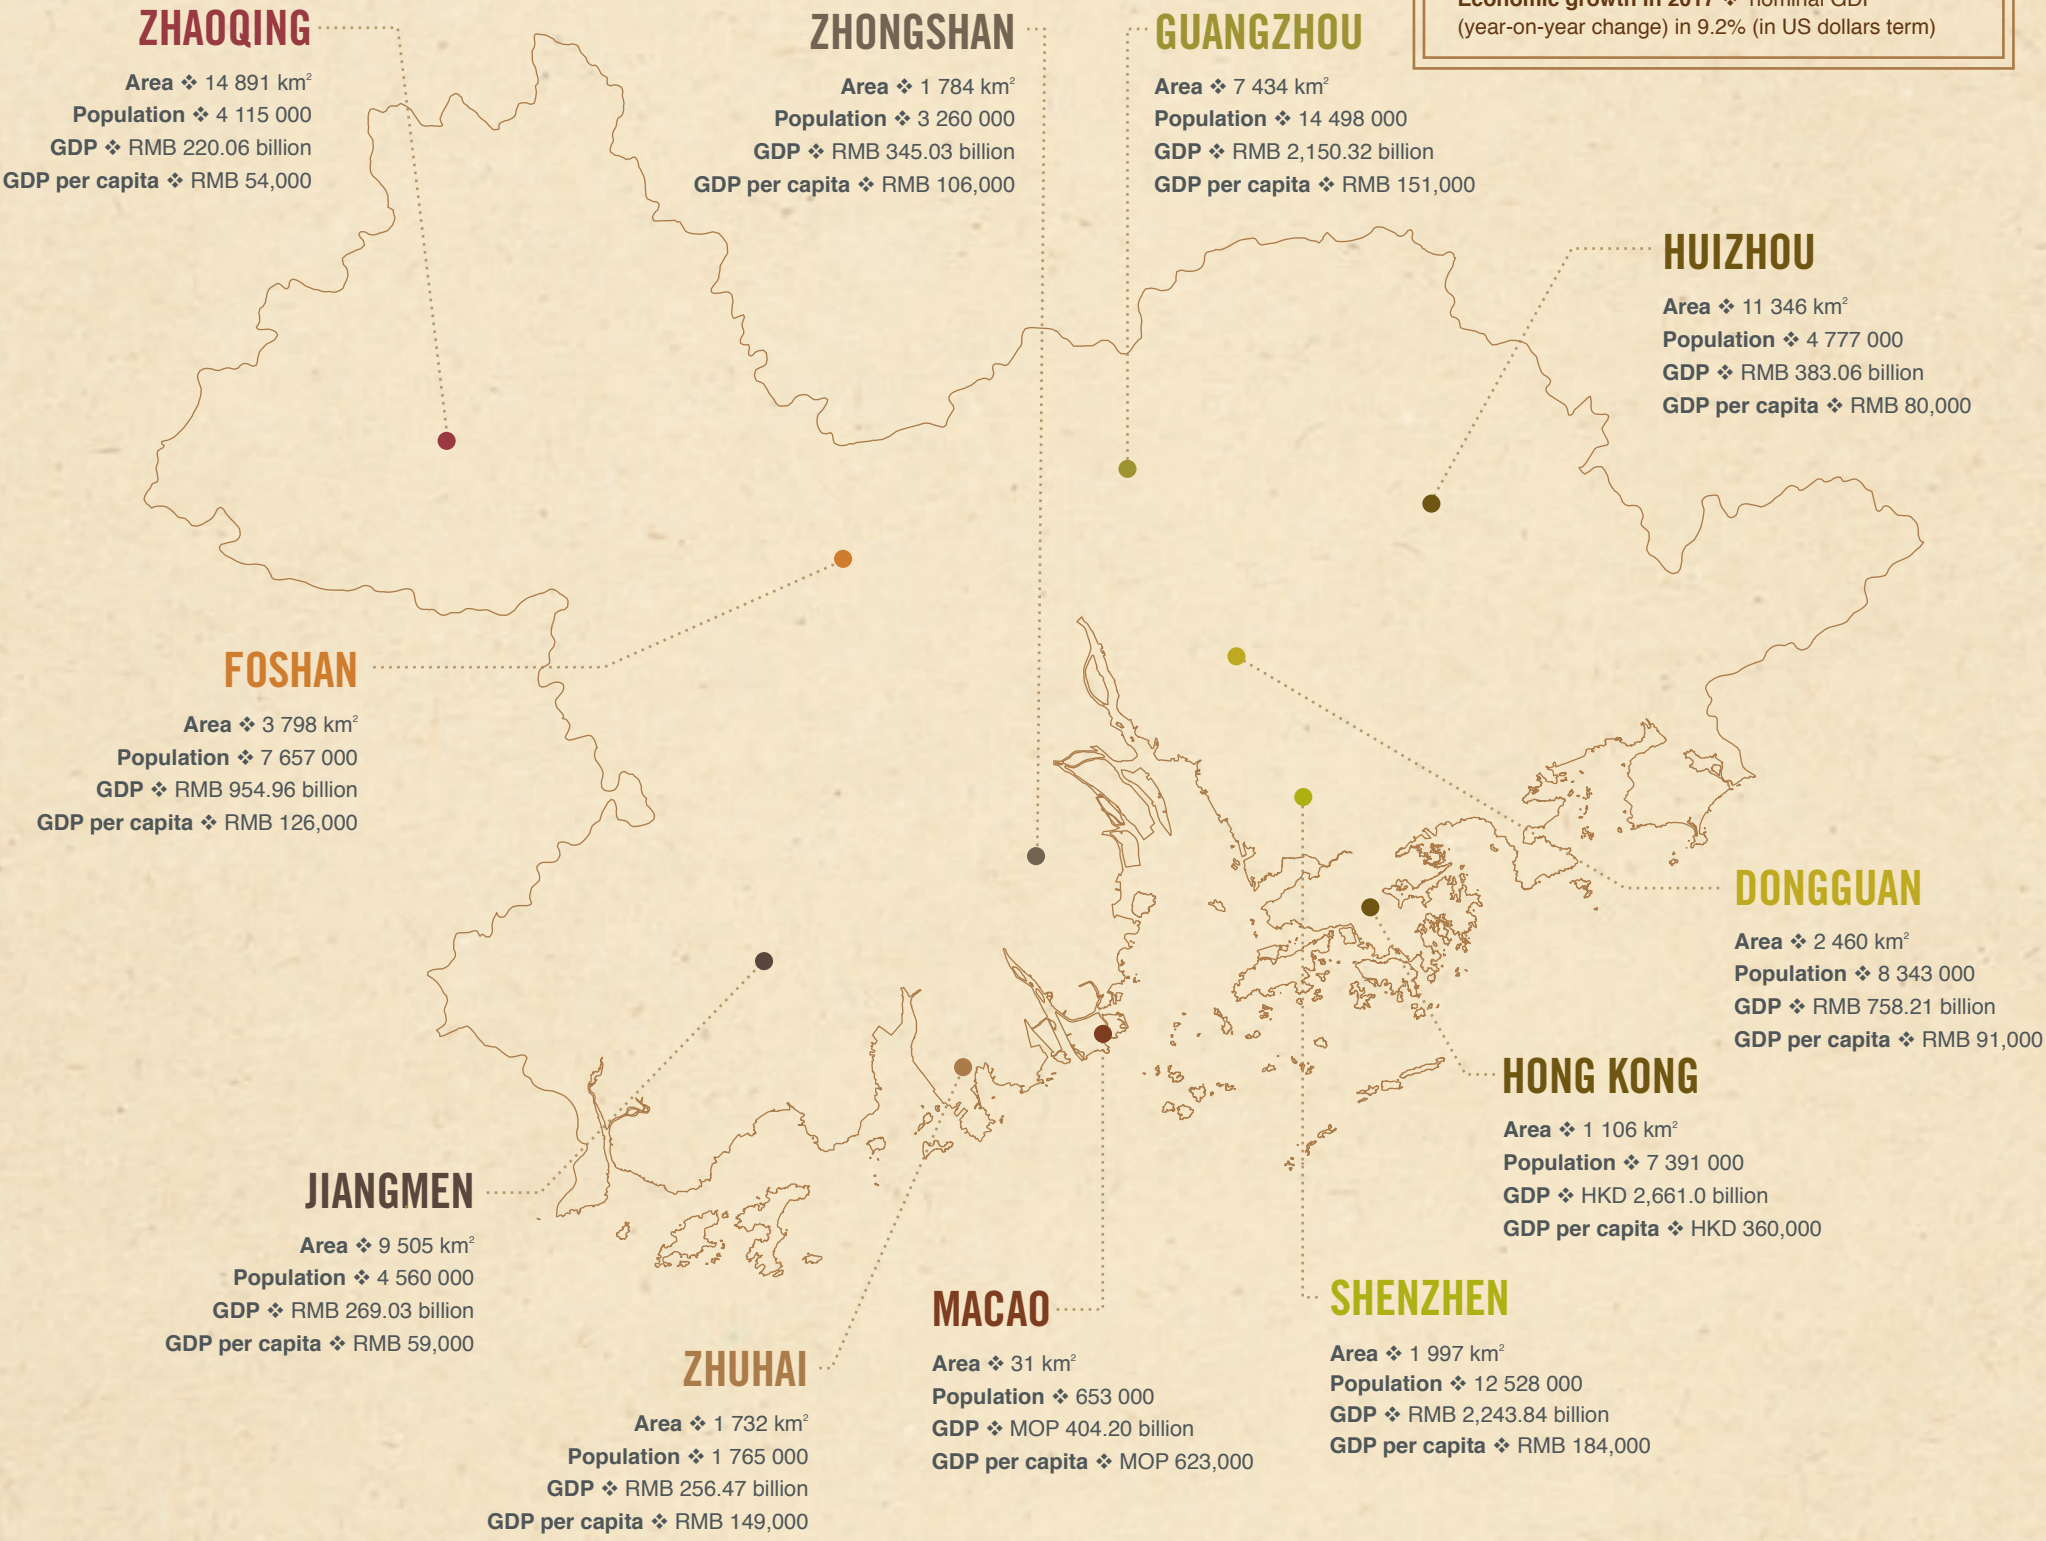 Economic growth in 2017 ❖ nominal GDP
(year-on-year change) in 9.2% (in US dollars term)
ZHAOQING
Area ❖ 14 891 km²
Population ❖ 4 115 000
GDP ❖ RMB 220.06 billion
GDP per capita ❖ RMB 54,000
ZHONGSHAN
Area ❖ 1 784 km²
Population ❖ 3 260 000
GDP ❖ RMB 345.03 billion
GDP per capita ❖ RMB 106,000
GUANGZHOU
Area ❖ 7 434 km²
Population ❖ 14 498 000
GDP ❖ RMB 2,150.32 billion
GDP per capita ❖ RMB 151,000
HUIZHOU
Area ❖ 11 346 km²
Population ❖ 4 777 000
GDP ❖ RMB 383.06 billion
GDP per capita ❖ RMB 80,000
FOSHAN
Area ❖ 3 798 km²
Population ❖ 7 657 000
GDP ❖ RMB 954.96 billion
GDP per capita ❖ RMB 126,000
DONGGUAN
Area ❖ 2 460 km²
Population ❖ 8 343 000
GDP ❖ RMB 758.21 billion
GDP per capita ❖ RMB 91,000
HONG KONG
Area ❖ 1 106 km²
Population ❖ 7 391 000
GDP ❖ HKD 2,661.0 billion
GDP per capita ❖ HKD 360,000
JIANGMEN
Area ❖ 9 505 km²
Population ❖ 4 560 000
GDP ❖ RMB 269.03 billion
GDP per capita ❖ RMB 59,000
ZHUHAI
Area ❖ 1 732 km²
Population ❖ 1 765 000
GDP ❖ RMB 256.47 billion
GDP per capita ❖ RMB 149,000
MACAO
Area ❖ 31 km²
Population ❖ 653 000
GDP ❖ MOP 404.20 billion
GDP per capita ❖ MOP 623,000
SHENZHEN
Area ❖ 1 997 km²
Population ❖ 12 528 000
GDP ❖ RMB 2,243.84 billion
GDP per capita ❖ RMB 184,000